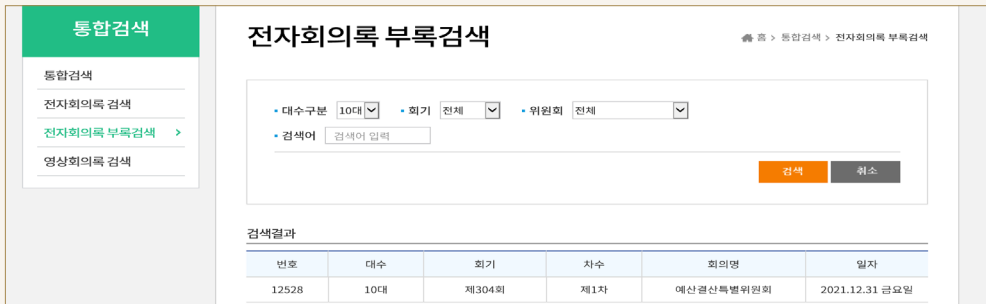 통합검색
통합검색
전자회의록 검색
전자회의록 부록검색 >
영상회의록 검색
전자회의록 부록검색
홈 > 통합검색 > 전자회의록 부록검색
대수구분 10대 회기 전체 위원회 전체
검색어 검색어 입력
검색 취소
검색결과
번호 대수 회기 차수 회의명 일자
12528 10대 제304회 제1차 예산결산특별위원회 2021.12.31 금요일